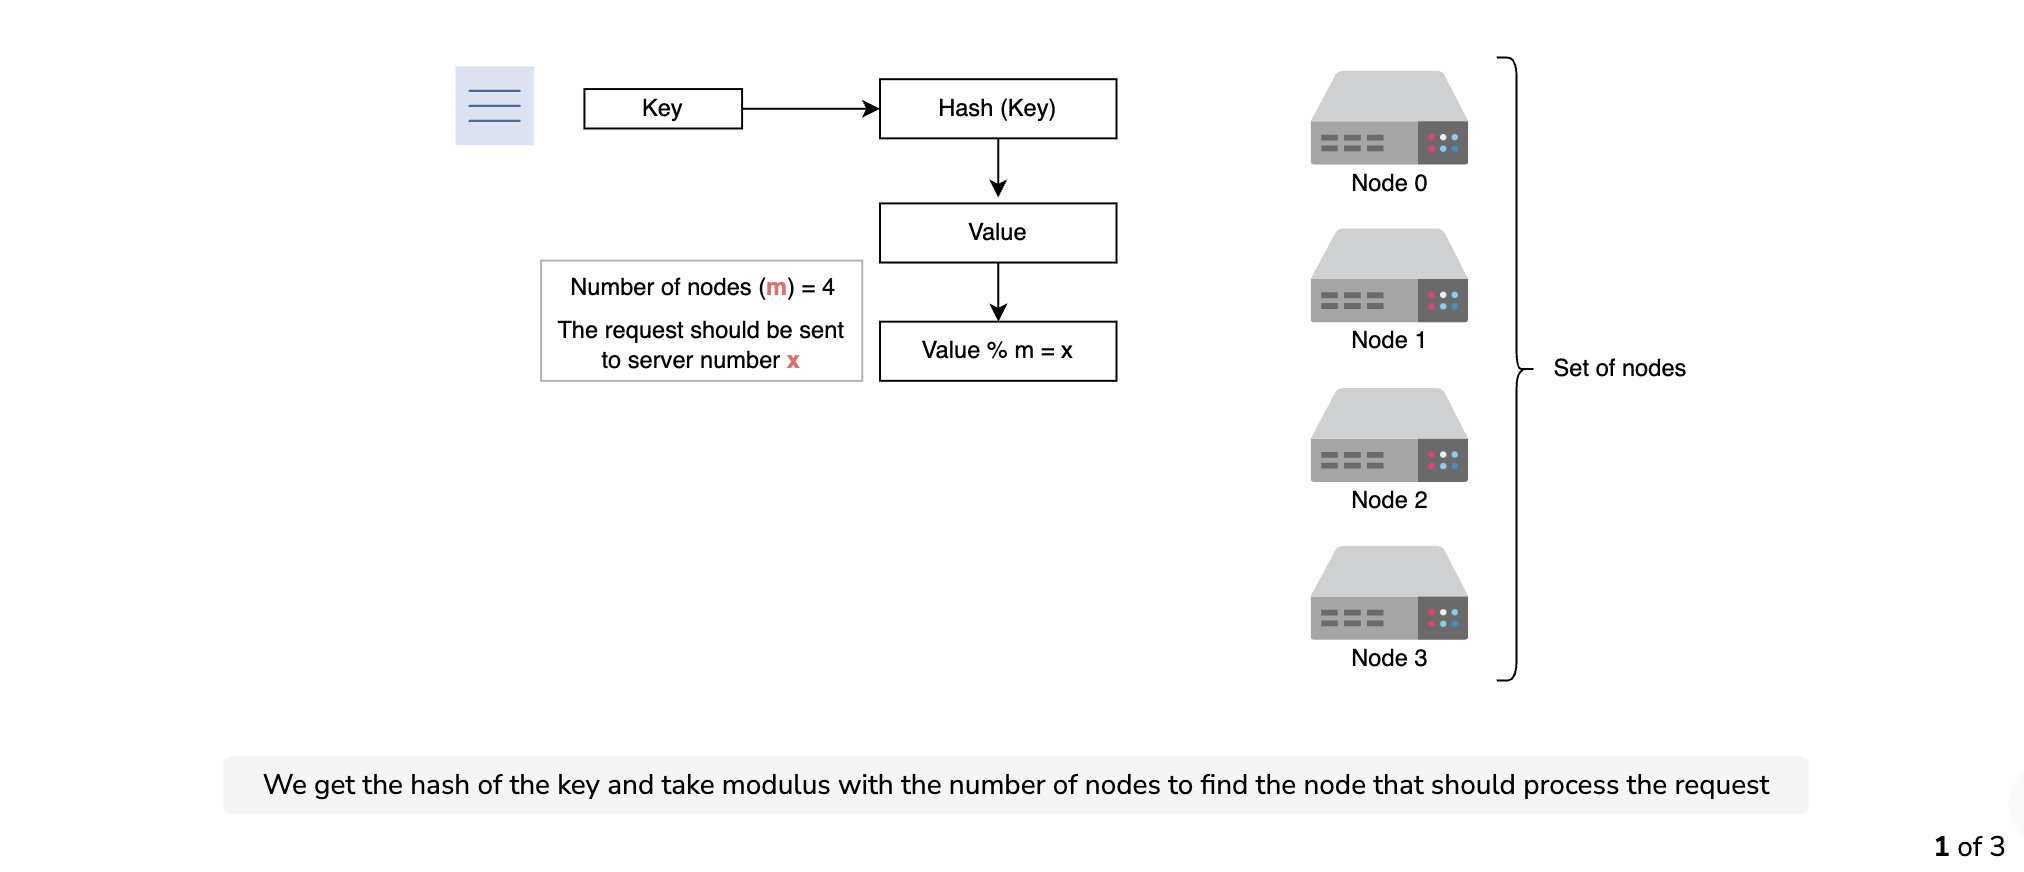 Key
Hash (Key)
Value
Number of nodes (m) = 4
The request should be sent
to server number x
Value % m = x
Node 0
Node 1
Node 2
Node 3
Set of nodes
We get the hash of the key and take modulus with the number of nodes to find the node that should process the request
1 of 3